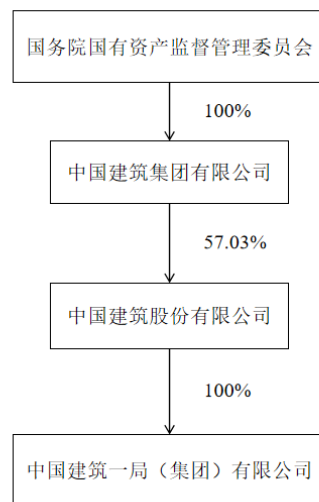 国务院国有资产监督管理委员会
100%
中国建筑集团有限公司
57.03%
中国建筑股份有限公司
100%
中国建筑一局（集团）有限公司